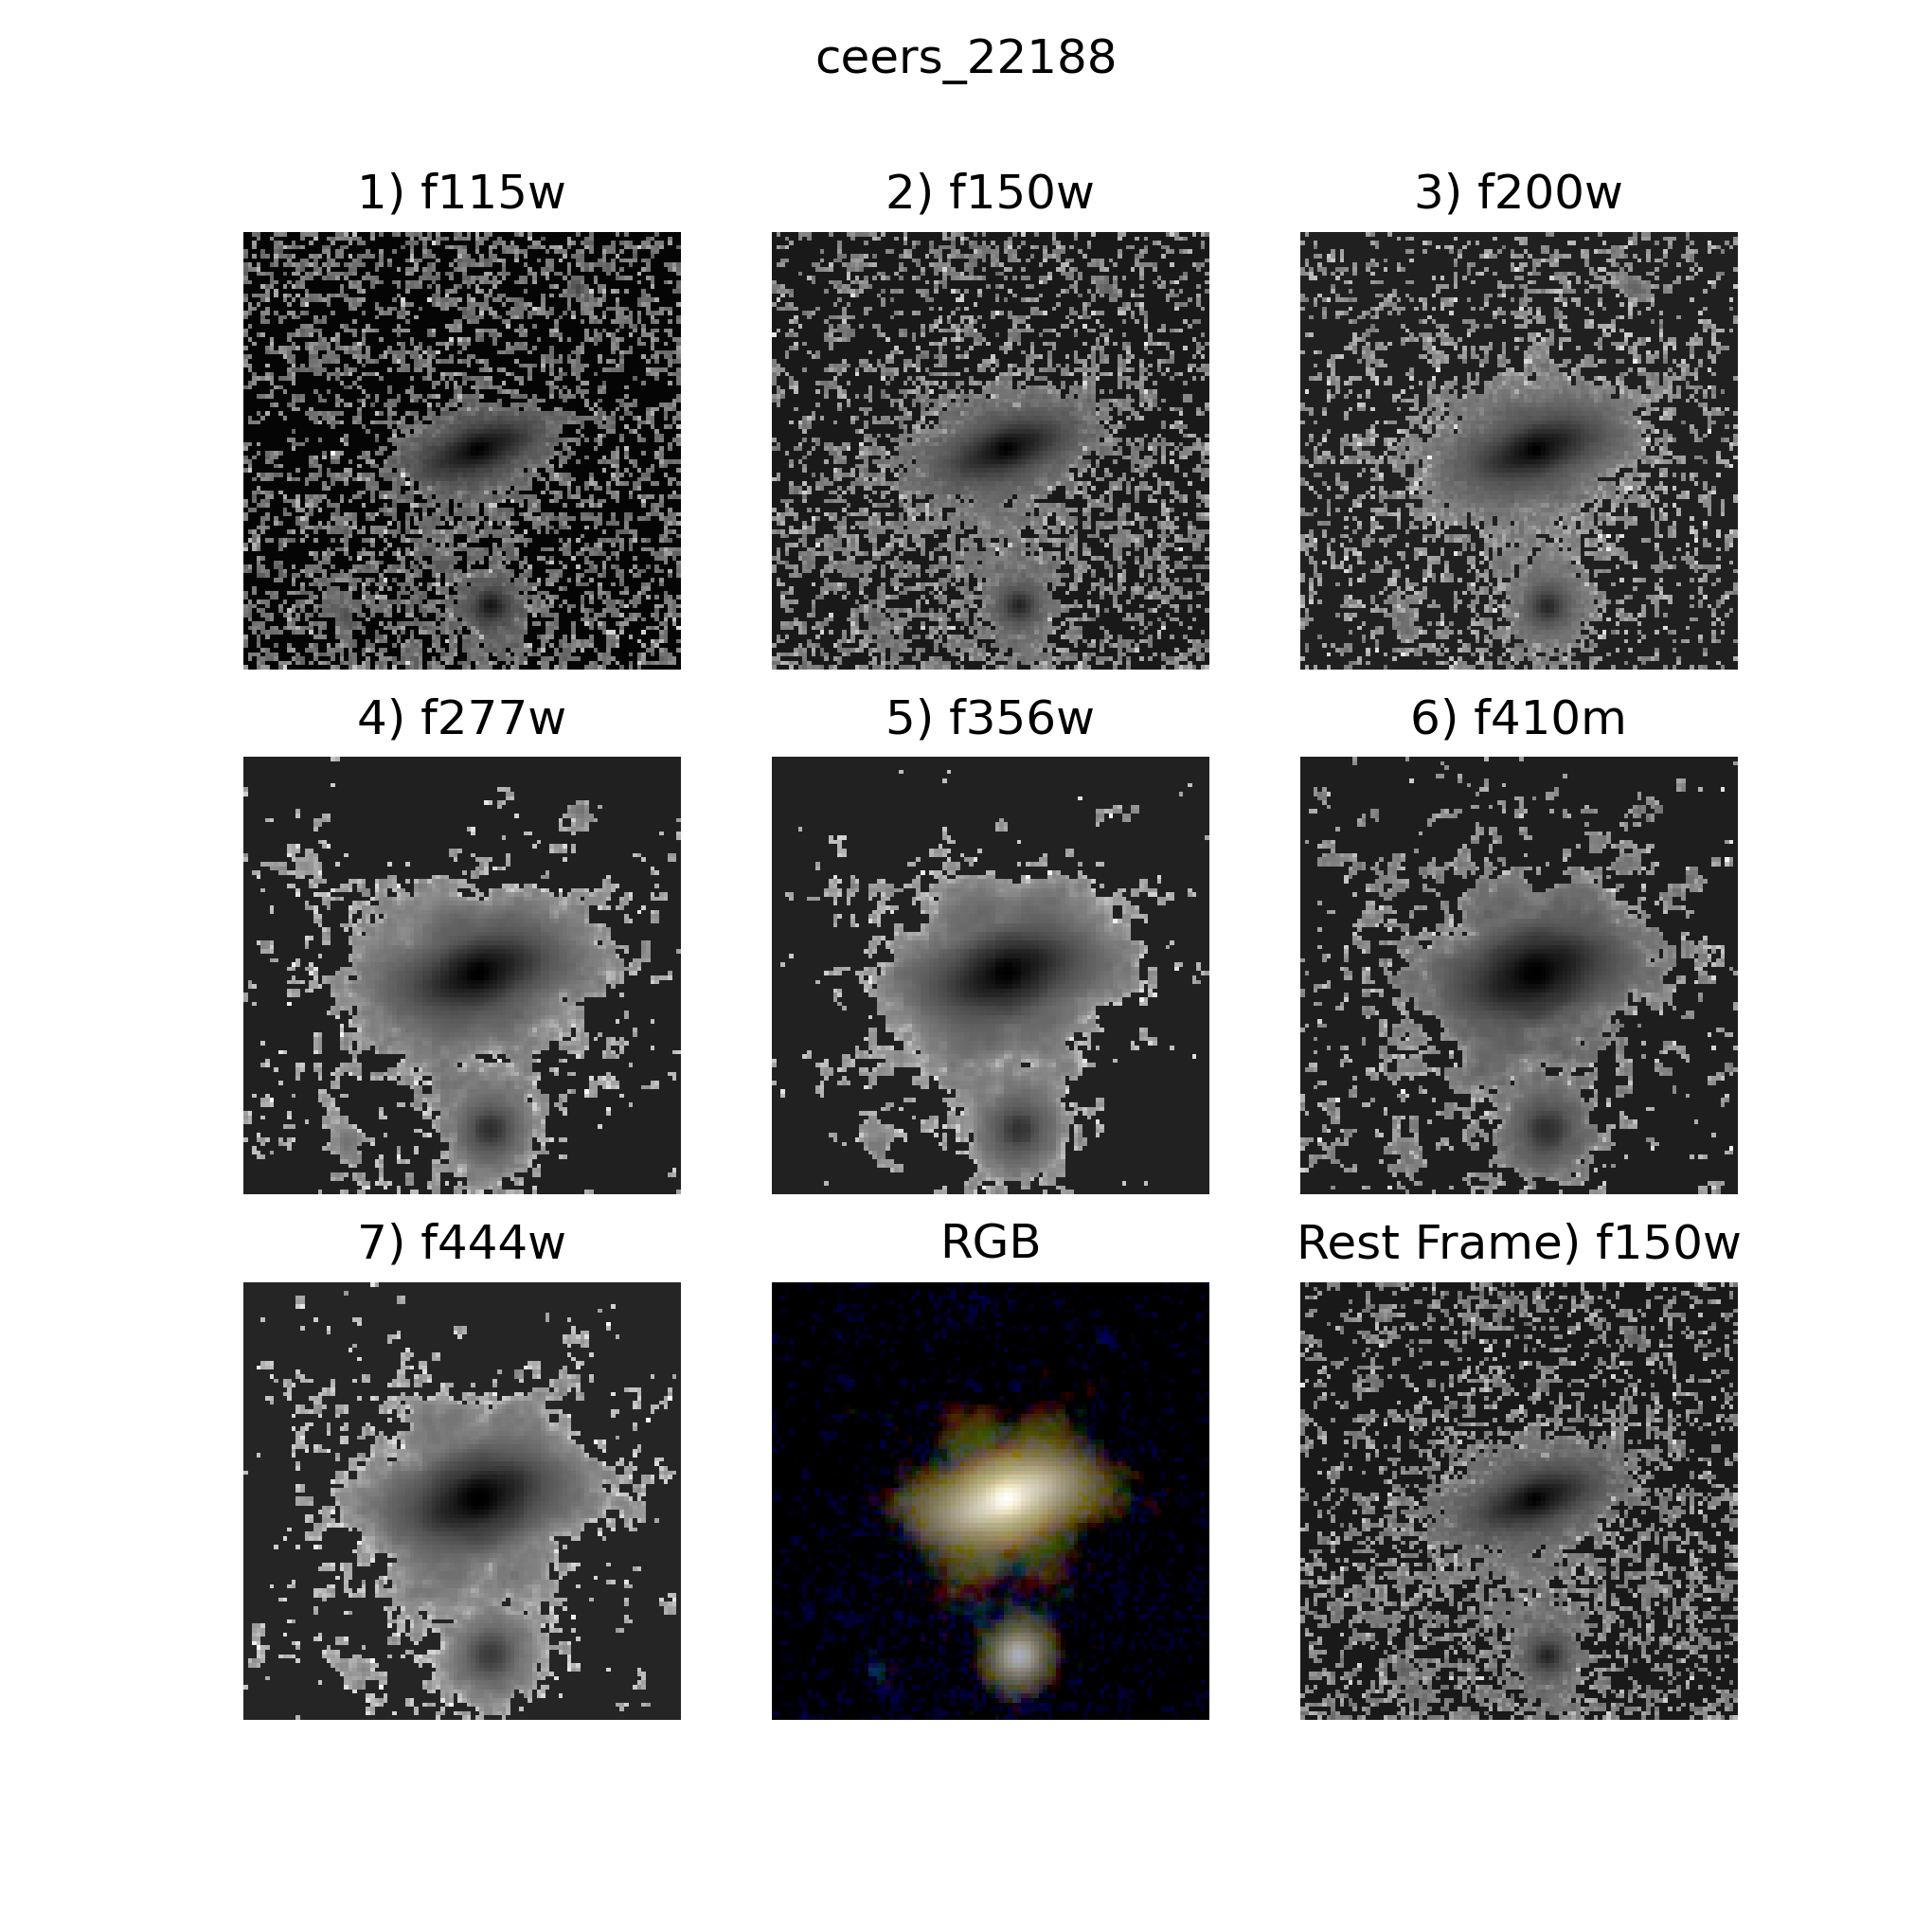 ceers_22188
1) f115w
2) f150w
3) f200w
4) f277w
5) f356w
6) f410m
7) f444w
RGB
Rest Frame) f150w